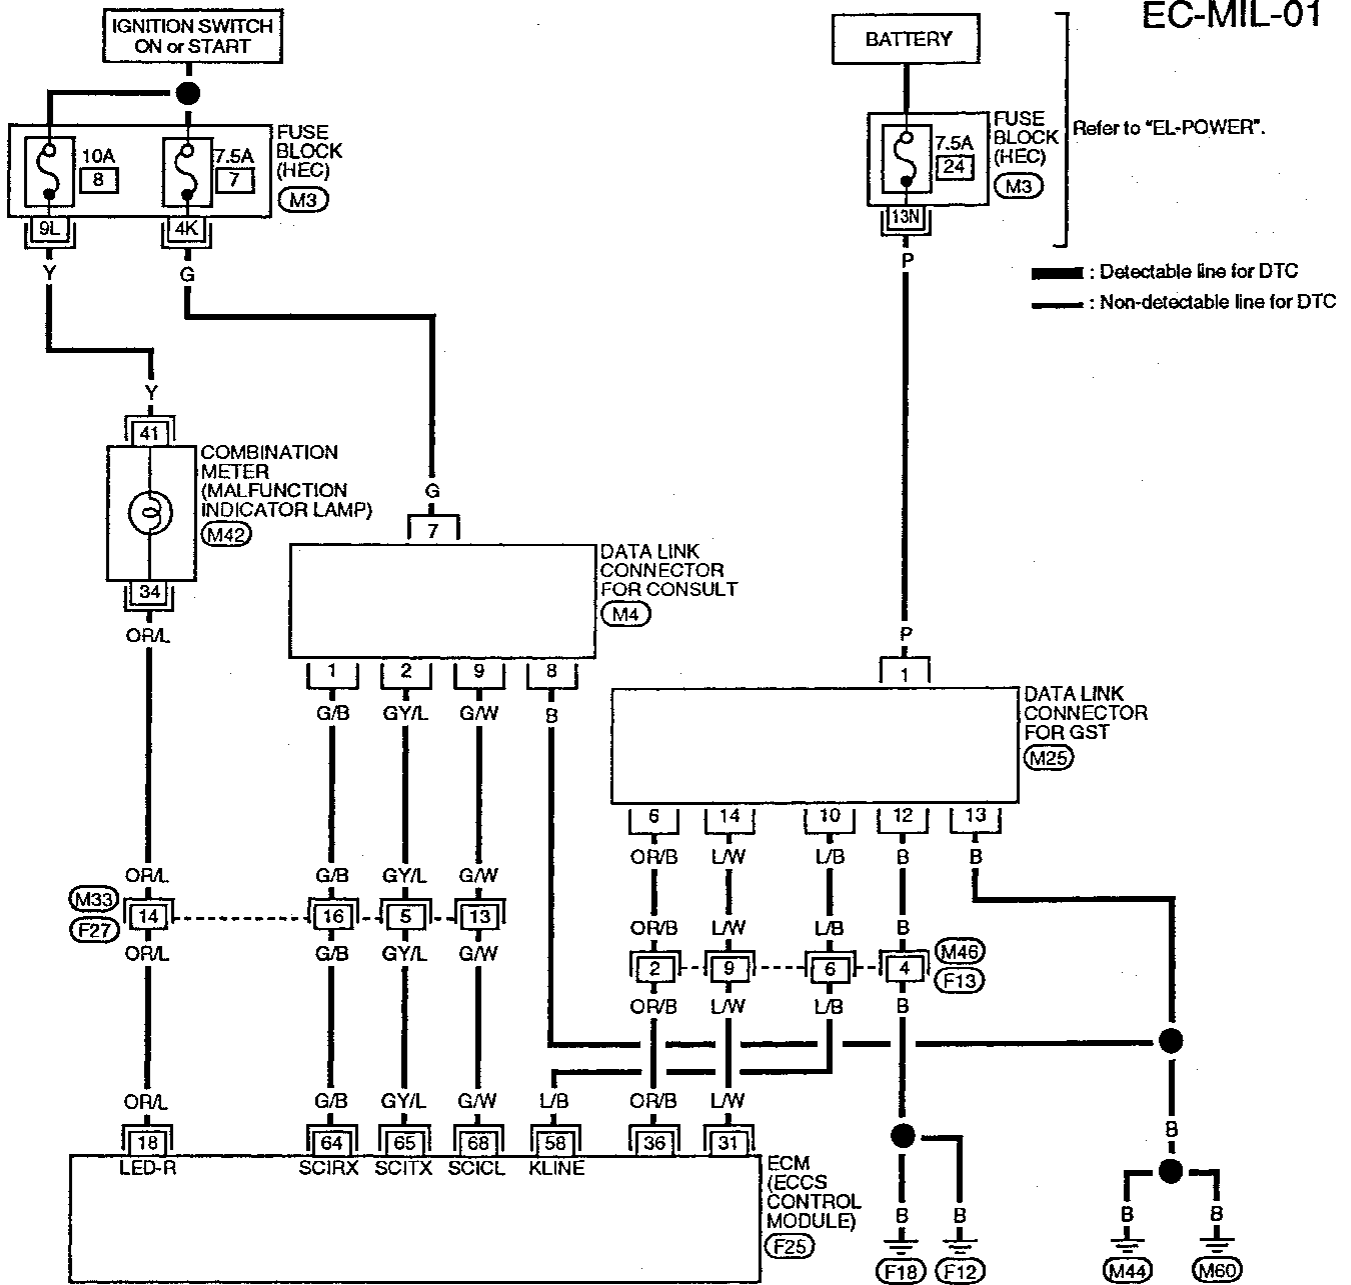 EC-MIL-01
IGNITION SWITCH
ON or START
BATTERY
10A
8
7.5A
7
FUSE
BLOCK
(HEC)
M3
7.5A
24
FUSE
BLOCK
(HEC)
M3
Refer to "EL-POWER".
9L
4K
13N
Y
G
P
: Detectable line for DTC
: Non-detectable line for DTC
Y
41
COMBINATION
METER
(MALFUNCTION
INDICATOR LAMP)
M42
34
OR/L
G
7
DATA LINK
CONNECTOR
FOR CONSULT
M4
1 2 9 8
G/B GY/L G/W B
P
1
DATA LINK
CONNECTOR
FOR GST
M25
6 14 10 12 13
OR/B L/W L/B B B
OR/L G/B GY/L G/W
M33
F27
14 16 5 13
OR/L G/B GY/L G/W
OR/B L/W L/B B
2 9 6 4
M46
F13
OR/B L/W L/B B
OR/L G/B GY/L G/W L/B OR/B L/W
18 64 65 68 58 36 31
LED-R SCIRX SCITX SCICL KLINE
ECM
(ECCS
CONTROL
MODULE)
F25
B
B B B B
F18 F12 M44 M60